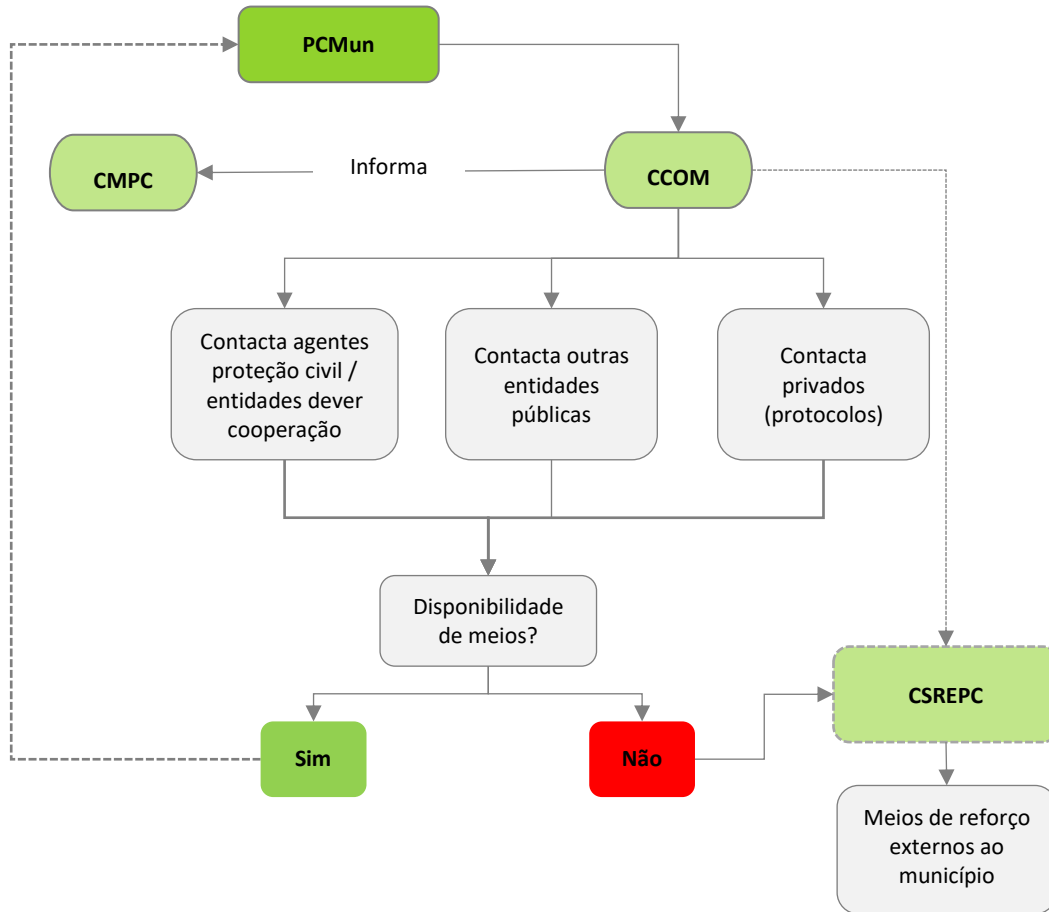 PCMun
CMPC
Informa
CCOM
Contacta agentes
proteção civil /
entidades dever
cooperação
Contacta outras
entidades
públicas
Contacta
privados
(protocolos)
Disponibilidade
de meios?
Sim
Não
CSREPC
Meios de reforço
externos ao
município